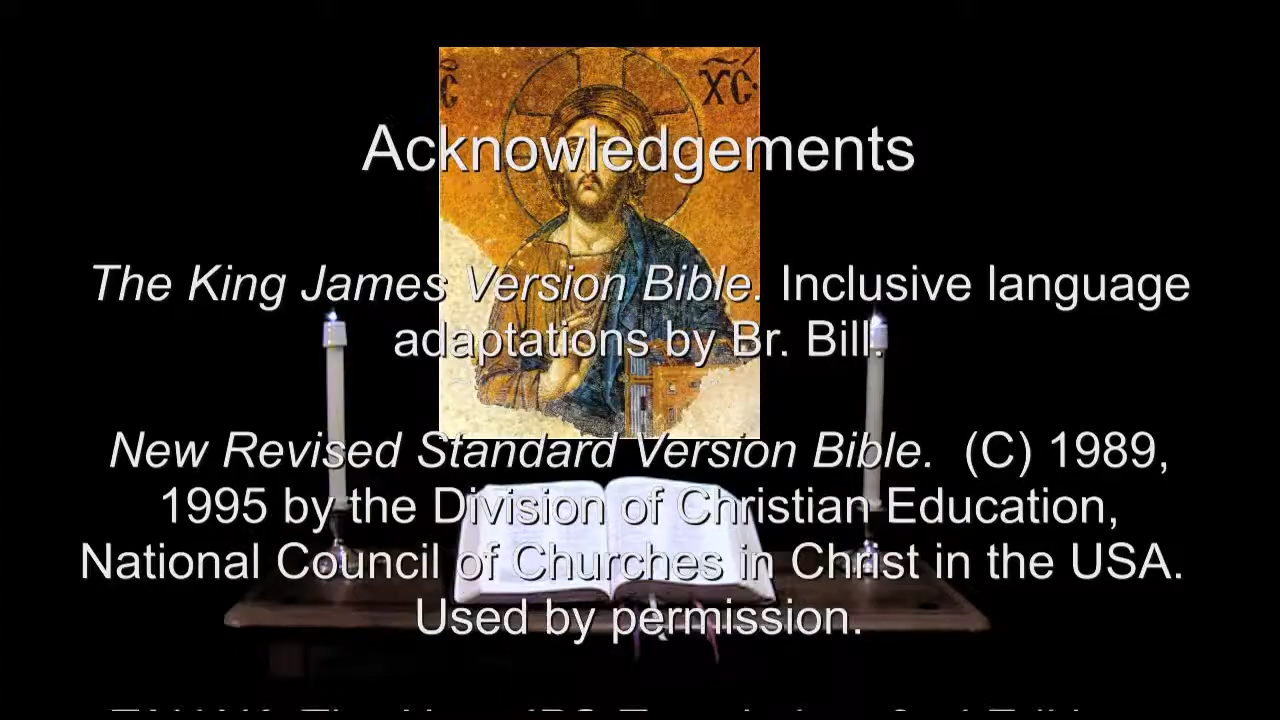 Acknowledgements
The King James Version Bible. Inclusive language
adaptations by Br. Bill.
New Revised Standard Version Bible.  (C) 1989,
1995 by the Division of Christian Education,
National Council of Churches in Christ in the USA.
Used by permission.